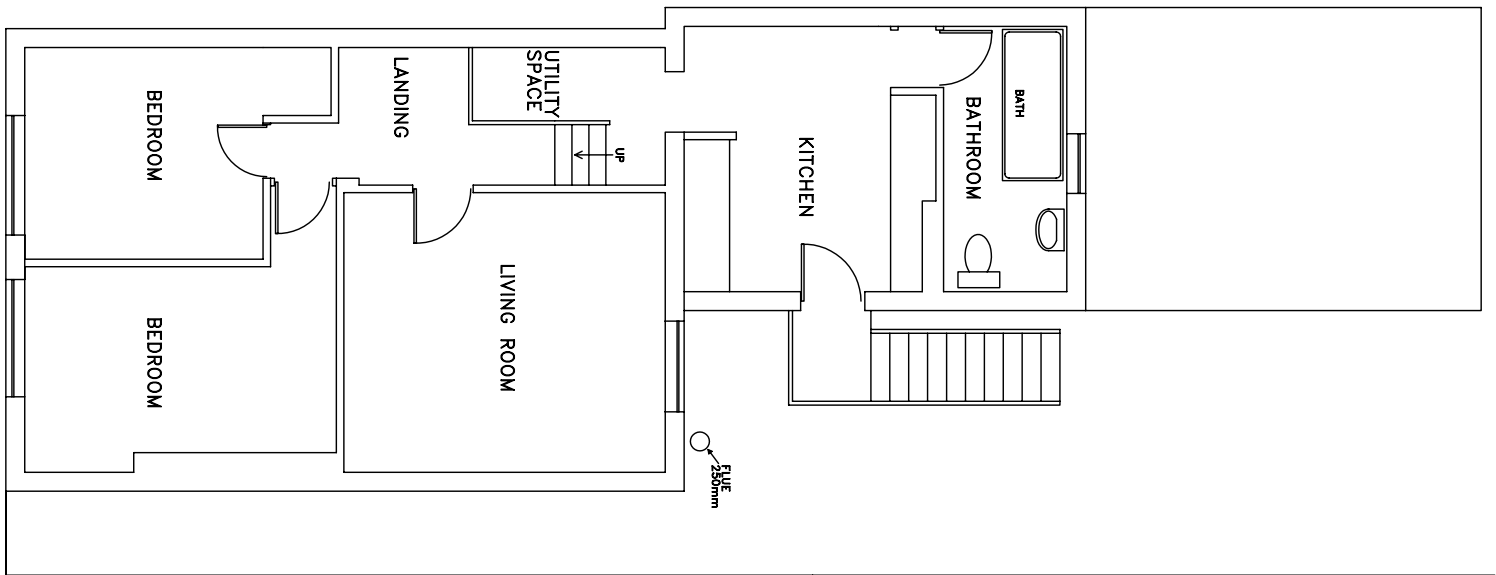 BEDROOM
LANDING
UTILITY
SPACE
UP
KITCHEN
BATHROOM
BATH
BEDROOM
LIVING ROOM
FLUE
250mm